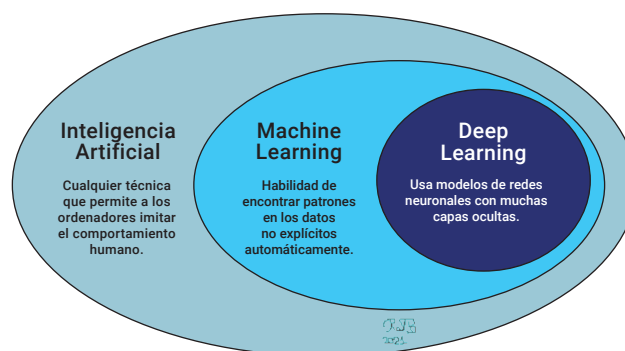 Inteligencia
Artificial
Cualquier técnica
que permite a los
ordenadores imitar
el comportamiento
humano.
Machine
Learning
Habilidad de
encontrar patrones
en los datos
no explícitos
automáticamente.
Deep
Learning
Usa modelos de redes
neuronales con muchas
capas ocultas.
2021